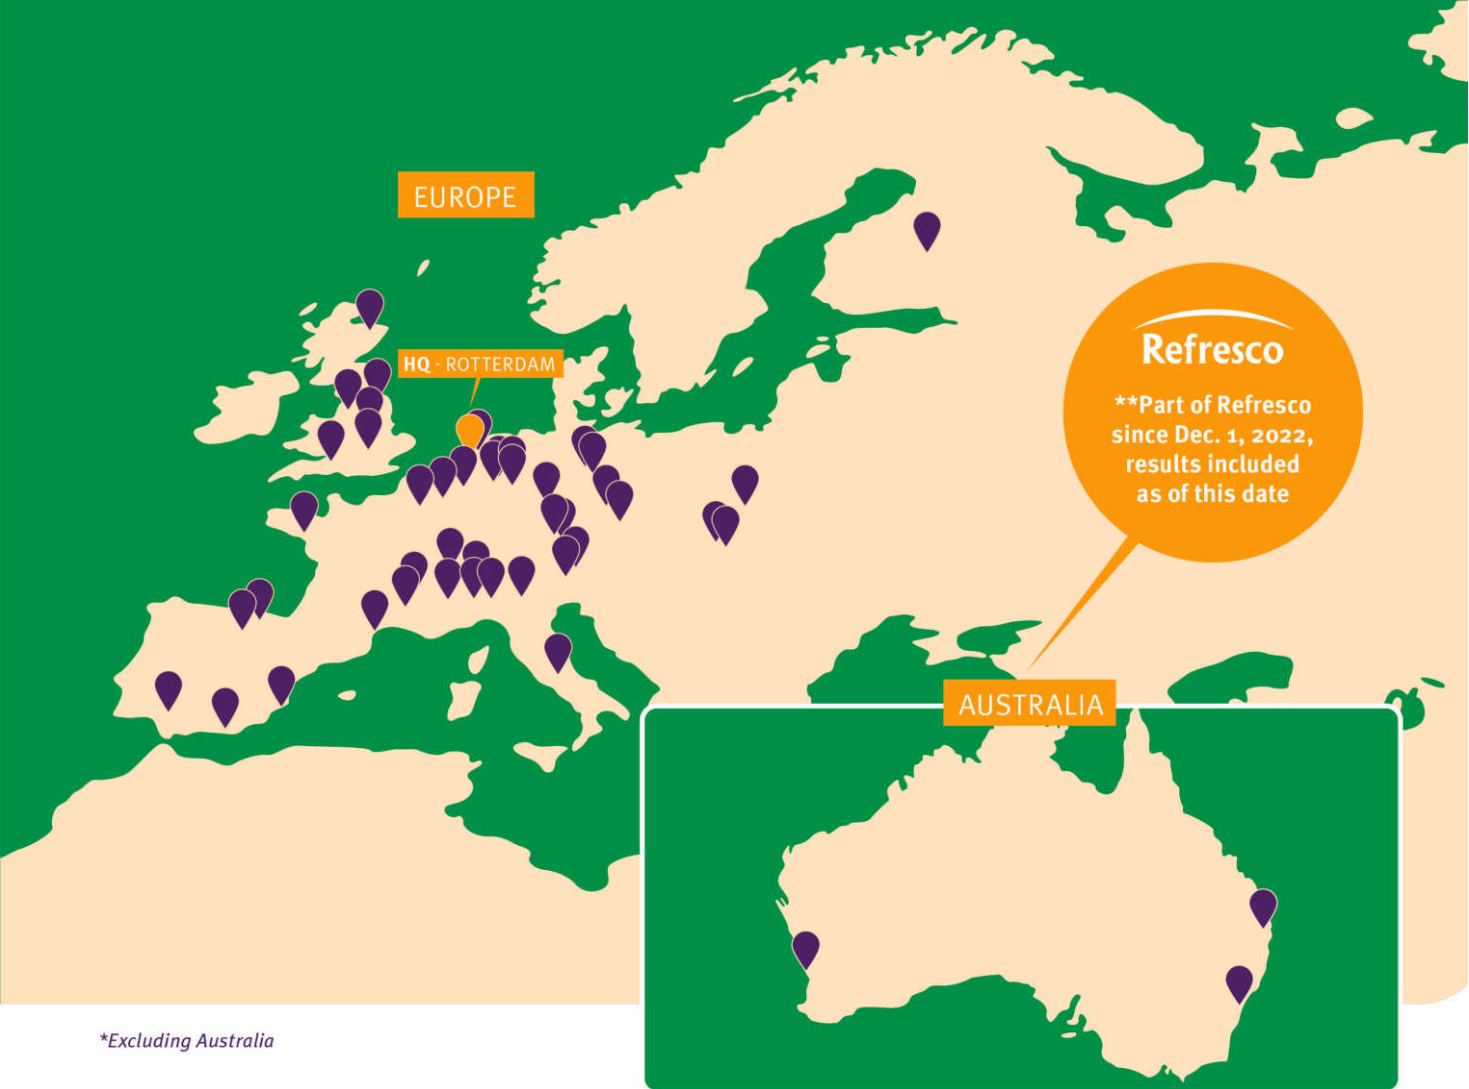 EUROPE
HQ - ROTTERDAM
Refresco
**Part of Refresco
since Dec. 1, 2022,
results included
as of this date
AUSTRALIA
*Excluding Australia